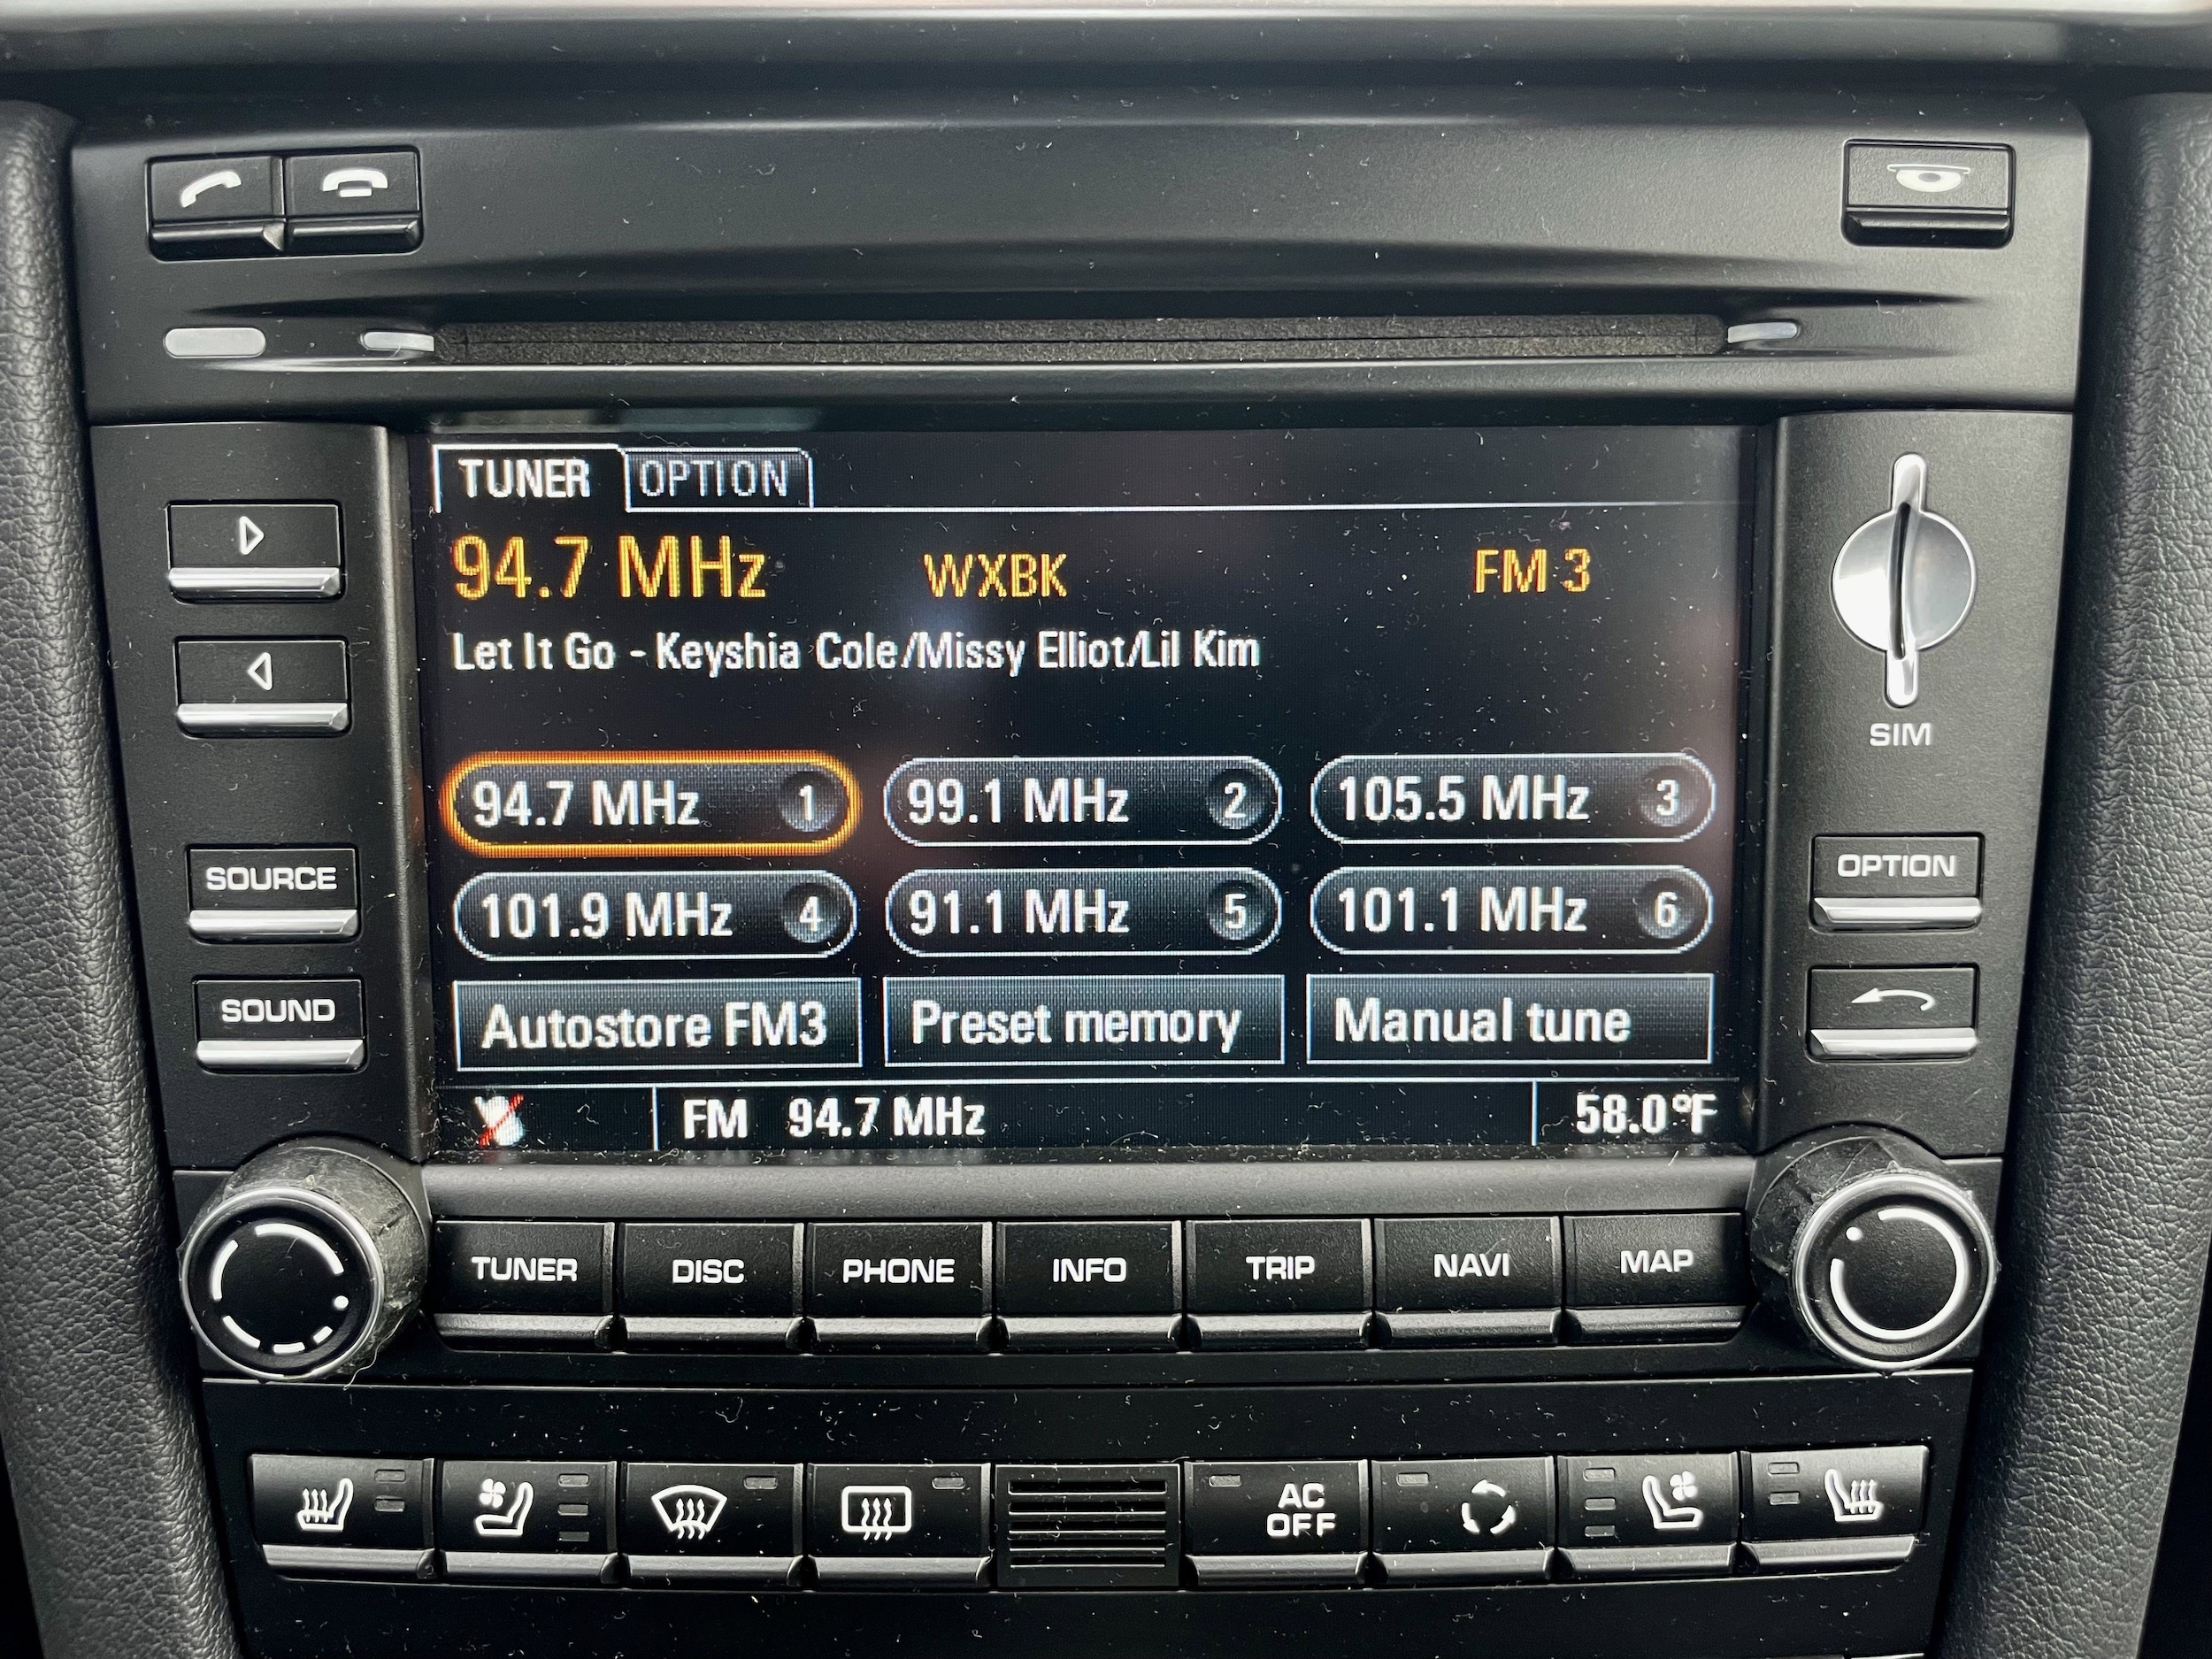 TUNER OPTION
94.7 MHz WXBK FM 3
Let It Go - Keyshia Cole/Missy Elliot/Lil Kim
SIM
94.7 MHz 1 99.1 MHz 2 105.5 MHz 3
SOURCE
OPTION
101.9 MHz 4 91.1 MHz 5 101.1 MHz 6
SOUND
Autostore FM3 Preset memory Manual tune
FM 94.7 MHz 58.0°F
TUNER DISC PHONE INFO TRIP NAVI MAP
AC
OFF